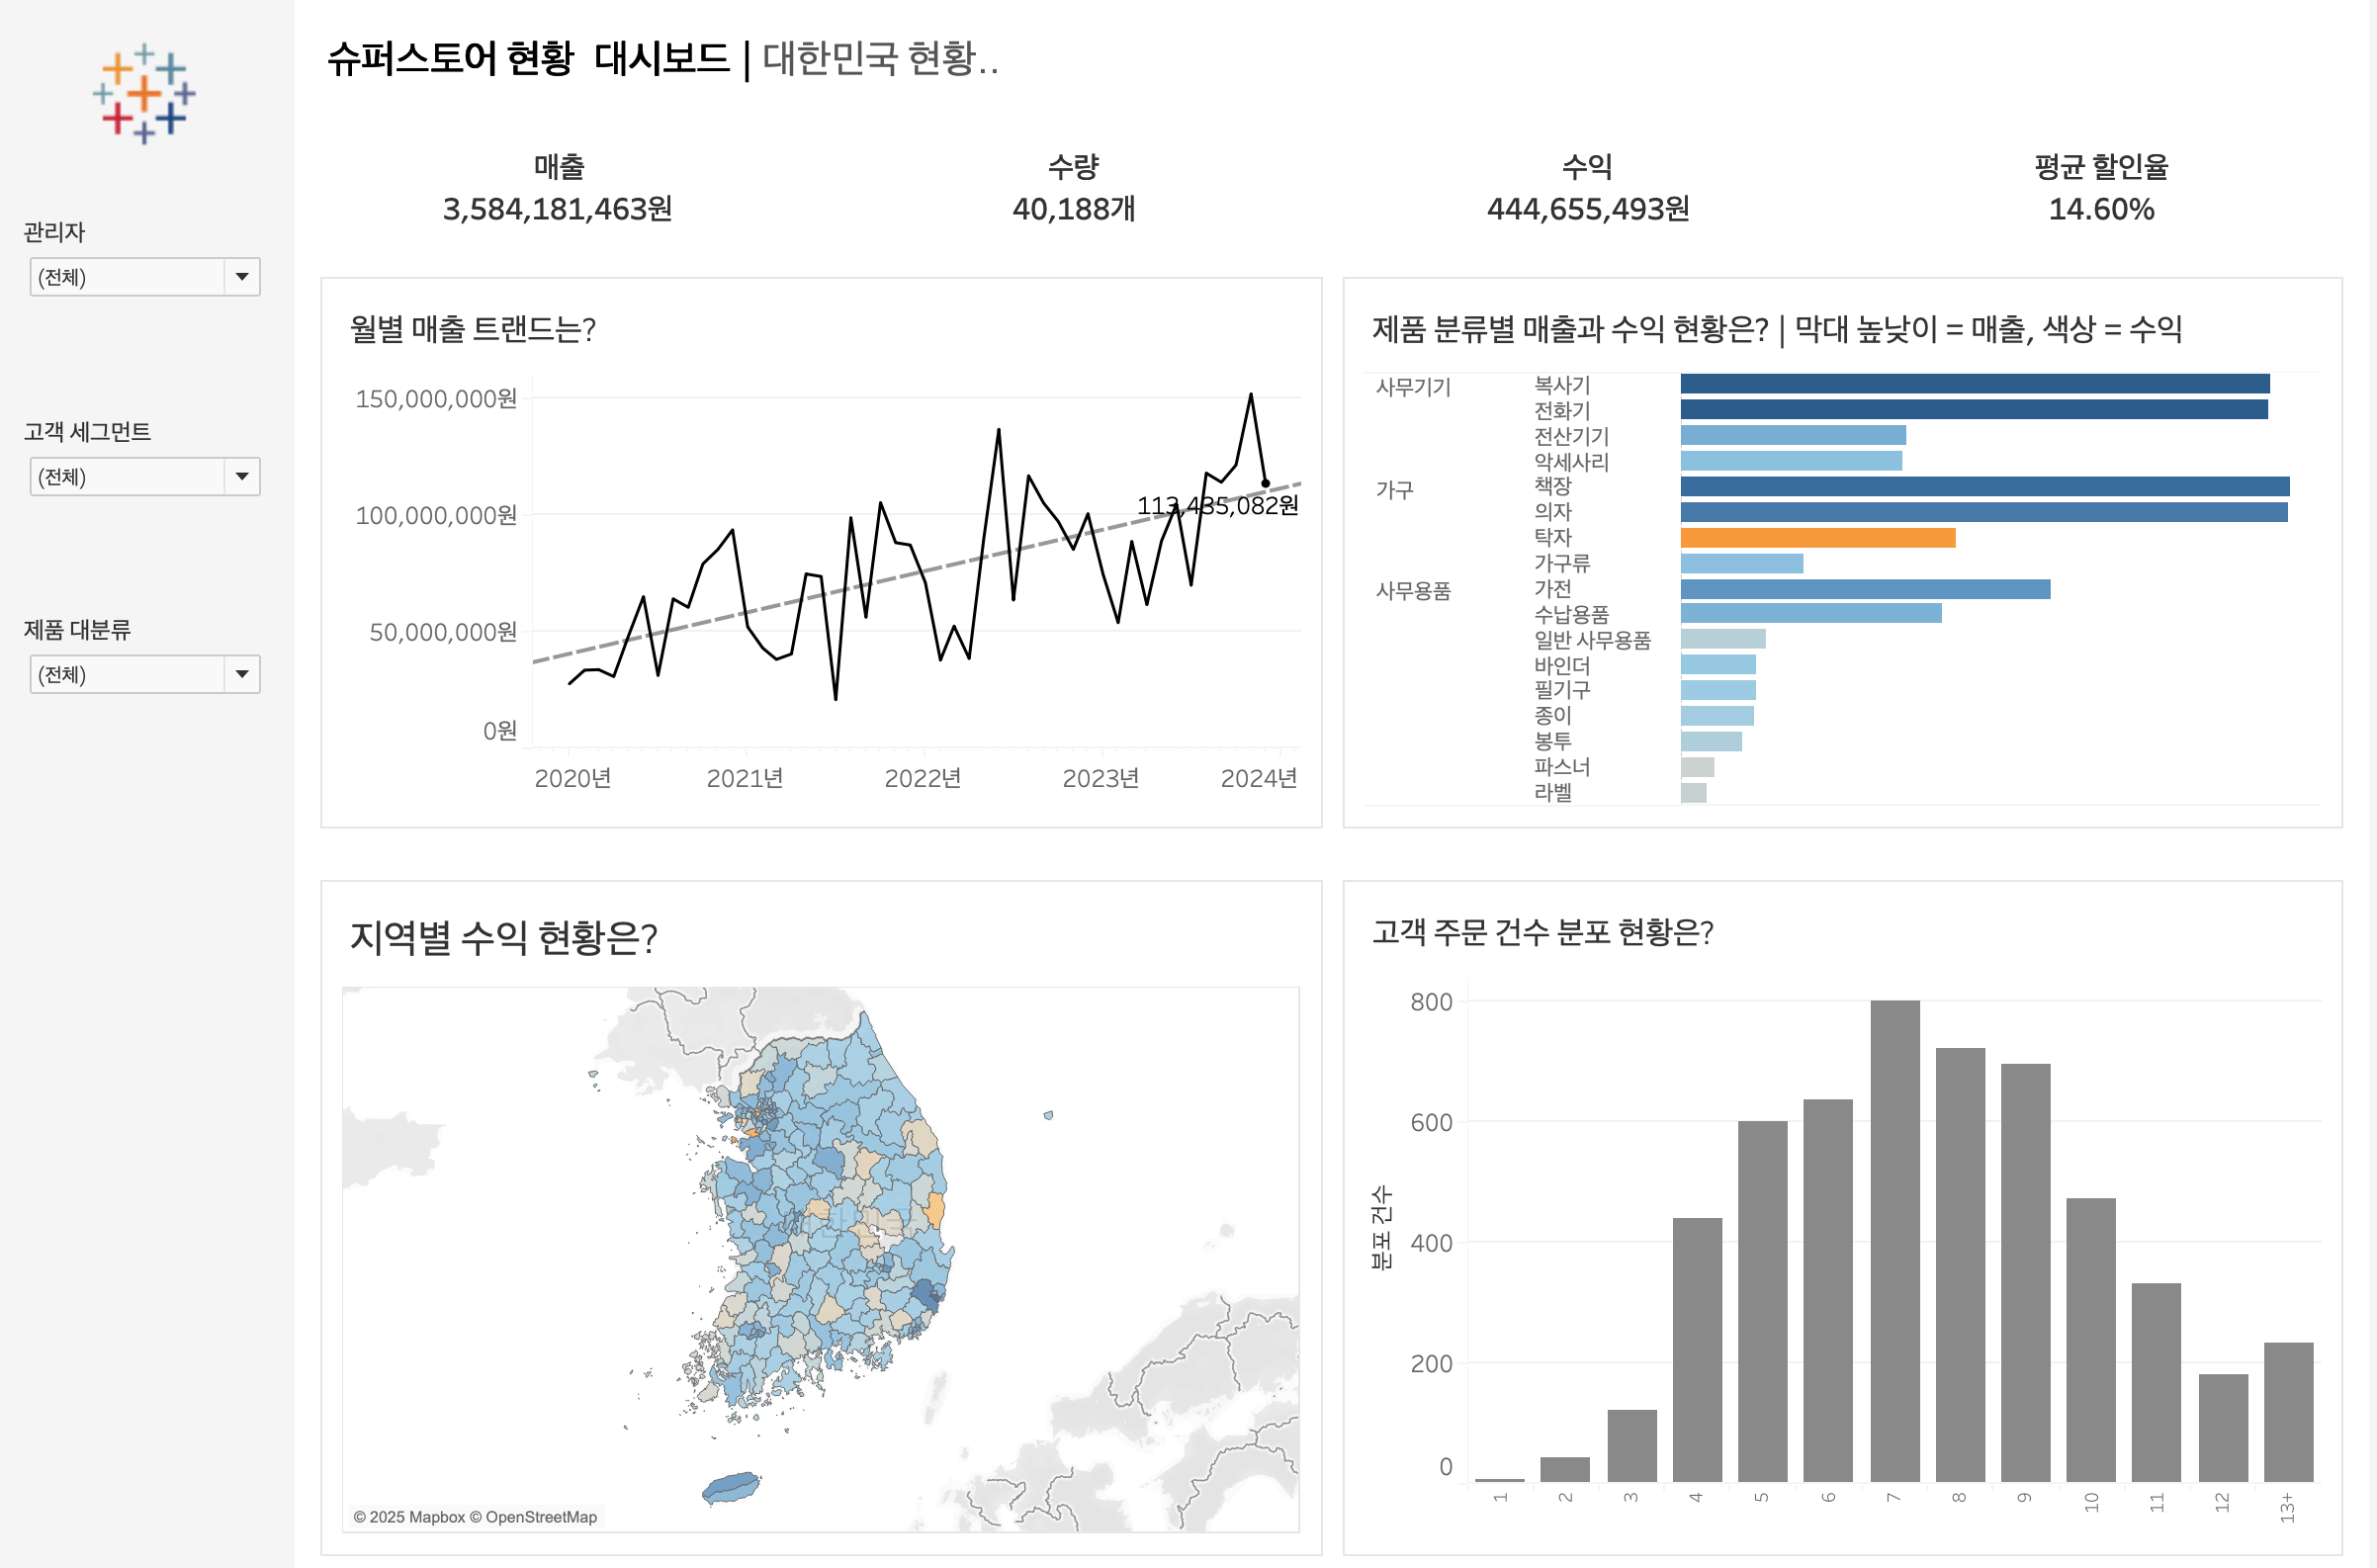 슈퍼스토어 현황 대시보드 | 대한민국 현황..
매출
3,584,181,463원
수량
40,188개
수익
444,655,493원
평균 할인율
14.60%
관리자
(전체)
고객 세그먼트
(전체)
제품 대분류
(전체)
월별 매출 트랜드는?
150,000,000원
100,000,000원
50,000,000원
0원
113,435,082원
2020년
2021년
2022년
2023년
2024년
제품 분류별 매출과 수익 현황은? | 막대 높낮이 = 매출, 색상 = 수익
사무기기
복사기
전화기
전산기기
악세사리
가구
책장
의자
탁자
가구류
사무용품
가전
수납용품
일반 사무용품
바인더
필기구
종이
봉투
파스너
라벨
지역별 수익 현황은?
대한민국
© 2025 Mapbox © OpenStreetMap
고객 주문 건수 분포 현황은?
분포 건수
800
600
400
200
0
1
2
3
4
5
6
7
8
9
10
11
12
13+